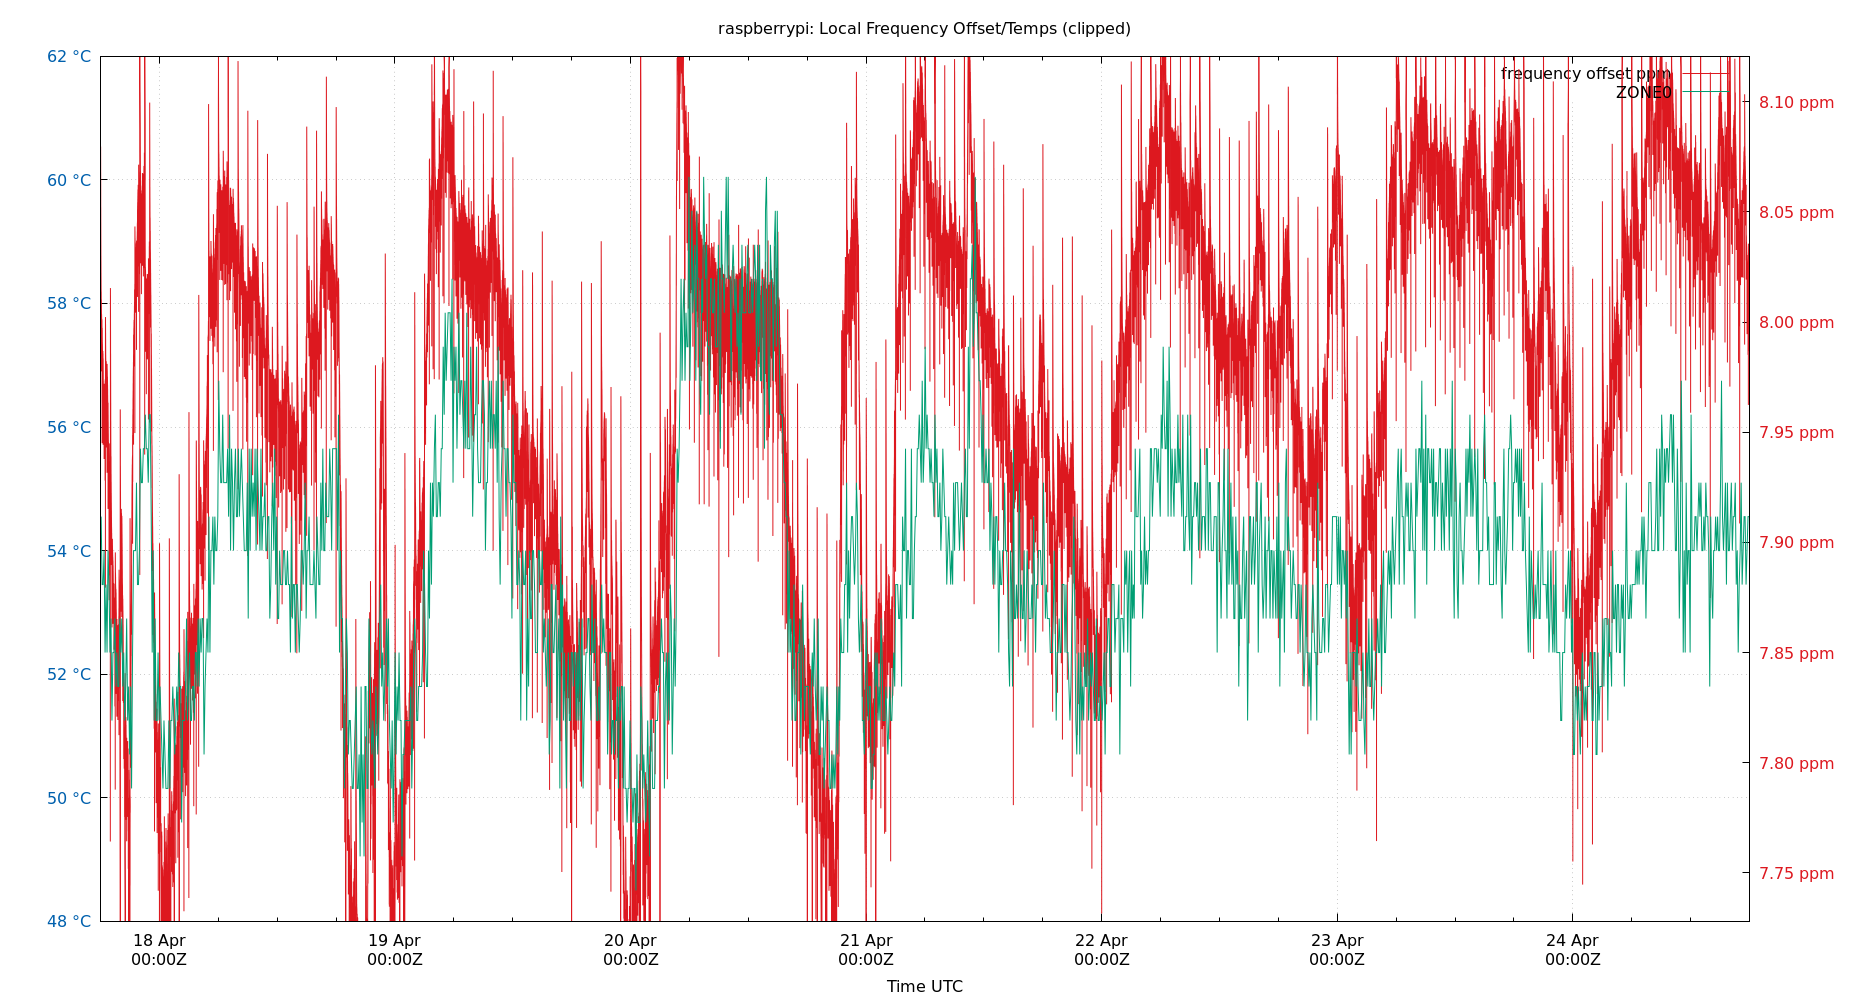 raspberrypi: Local Frequency Offset/Temps (clipped)
frequency offset ppm
ZONE0
62 °C
60 °C
58 °C
56 °C
54 °C
52 °C
50 °C
48 °C
8.10 ppm
8.05 ppm
8.00 ppm
7.95 ppm
7.90 ppm
7.85 ppm
7.80 ppm
7.75 ppm
18 Apr 19 Apr 20 Apr 21 Apr 22 Apr 23 Apr 24 Apr
00:00Z 00:00Z 00:00Z 00:00Z 00:00Z 00:00Z 00:00Z
Time UTC